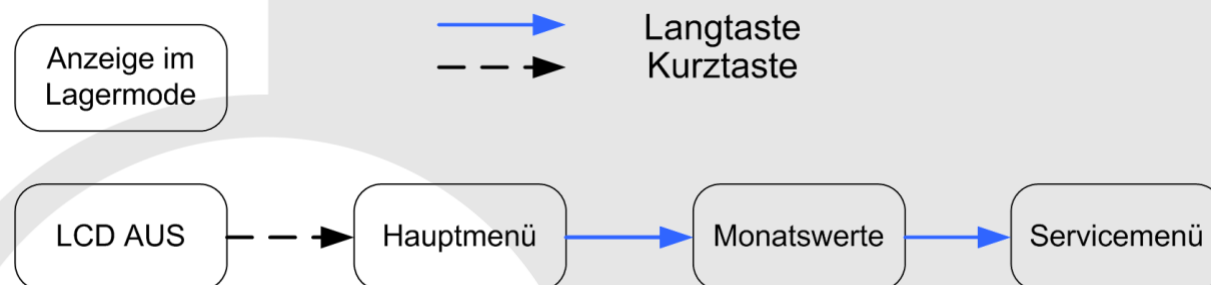 Langtaste
Kurztaste
Anzeige im
Lagermode
LCD AUS
Hauptmenü
Monatswerte
Servicemenü